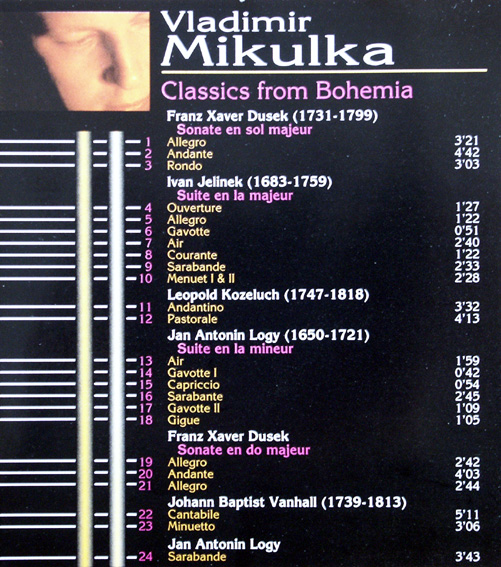 Vladimir
Mikulka
Classics from Bohemia
Franz Xaver Dusek (1731-1799)
Sonate en sol majeur
1 Allegro 3'21
2 Andante 4'42
3 Rondo 3'03
Ivan Jelinek (1683-1759)
Suite en la majeur
4 Ouverture 1'27
5 Allegro 1'22
6 Gavotte 0'51
7 Air 2'40
8 Courante 1'22
9 Sarabande 2'33
10 Menuet I & II 2'28
Leopold Kozeluch (1747-1818)
11 Andantino 3'32
12 Pastorale 4'13
Jan Antonin Logy (1650-1721)
Suite en la mineur
13 Air 1'59
14 Gavotte I 0'42
15 Capriccio 0'54
16 Sarabante 2'45
17 Gavotte II 1'09
18 Gigue 1'05
Franz Xaver Dusek
Sonate en do majeur
19 Allegro 2'42
20 Andante 4'03
21 Allegro 2'44
Johann Baptist Vanhall (1739-1813)
22 Cantabile 5'11
23 Minuetto 3'06
Jan Antonin Logy
24 Sarabande 3'43